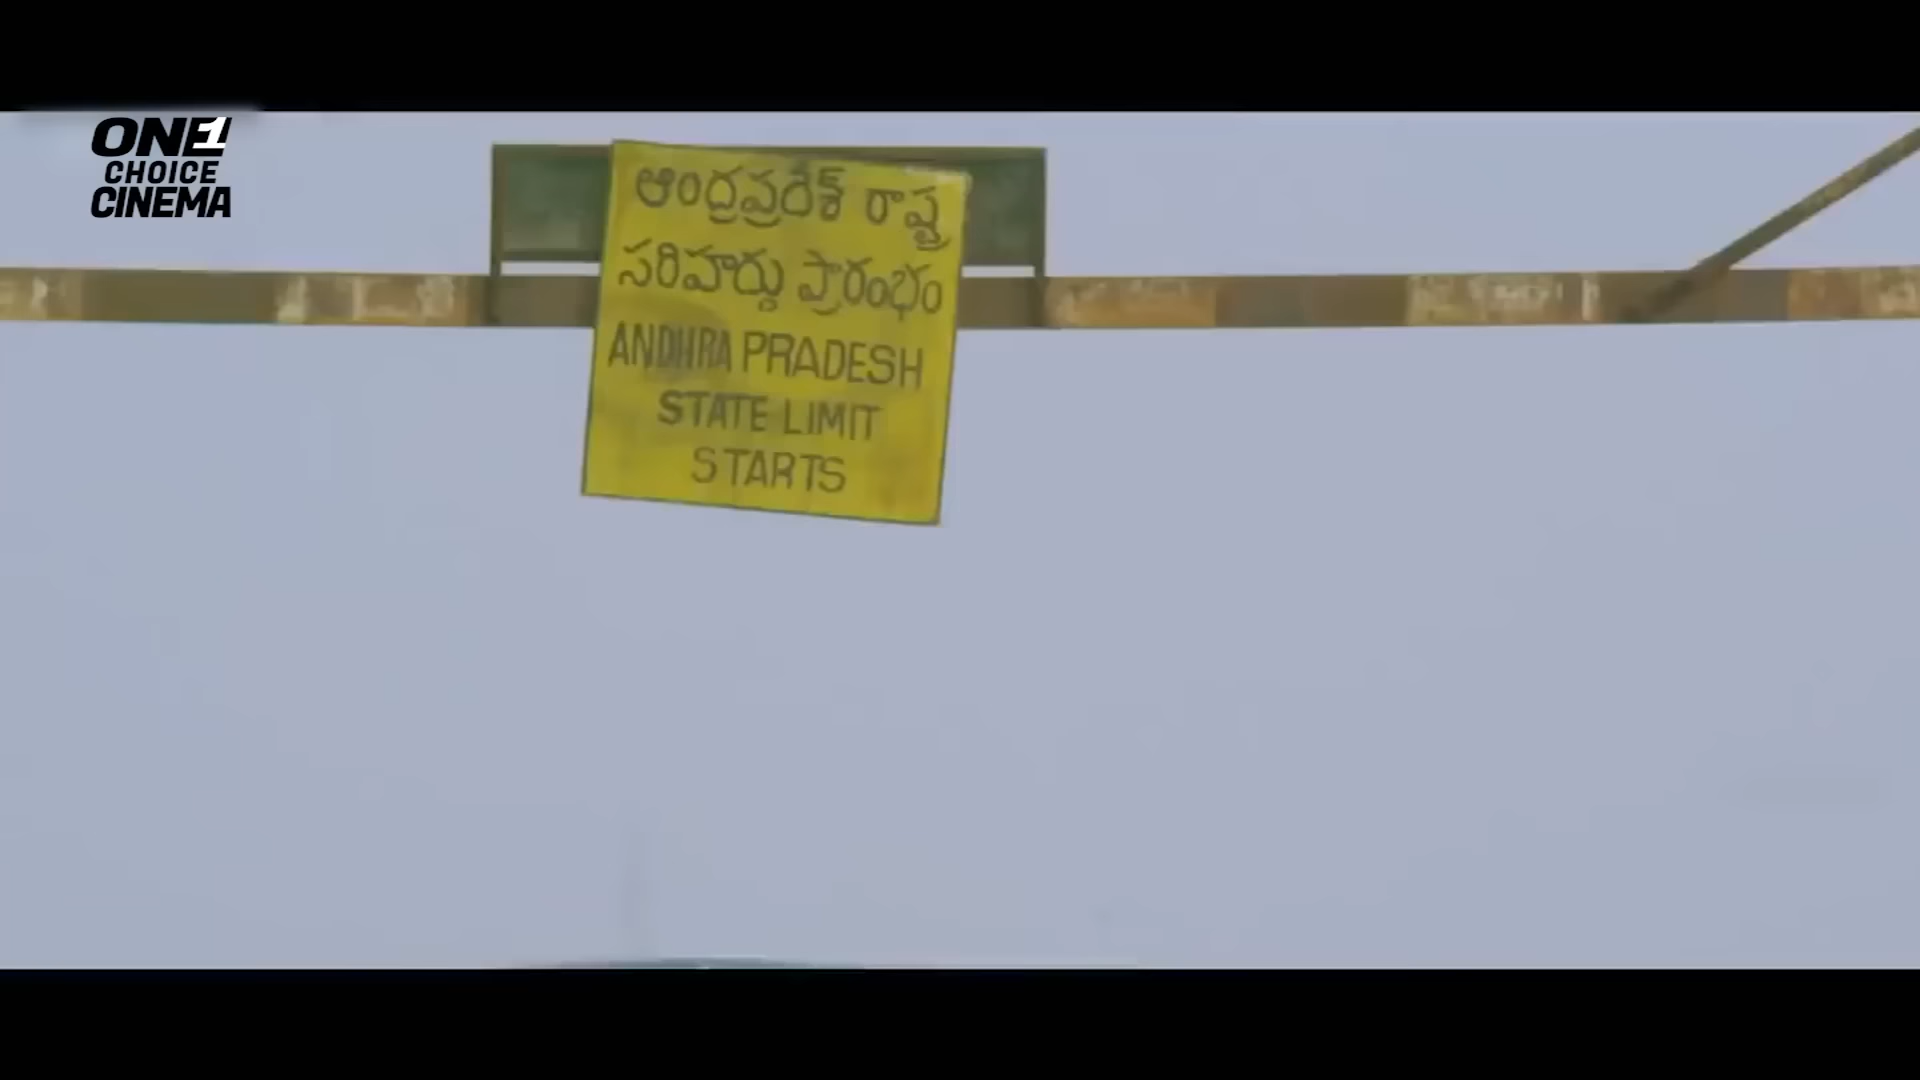 ONE1
CHOICE
CINEMA
ఆంధ్రప్రదేశ్ రాష్ట్ర
సరిహద్దు ప్రారంభం
ANDHRA PRADESH
STATE LIMIT
STARTS